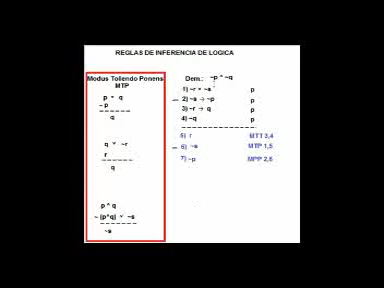 REGLAS DE INFERENCIA DE LOGICA
Modus Tollendo Ponens
MTP
p v q
~ p
------
q
q v ~r
r
------
q
p ^ q
~ (p^q) v ~s
-------
~s
Dem.: ~p ^ ~q
1) ~r v ~s p
2) ~s → ~p p
3) ~r → q p
4) ~q p
--------------------
5) r MTT 3,4
6) ~s MTP 1,5
7) ~p MPP 2,6